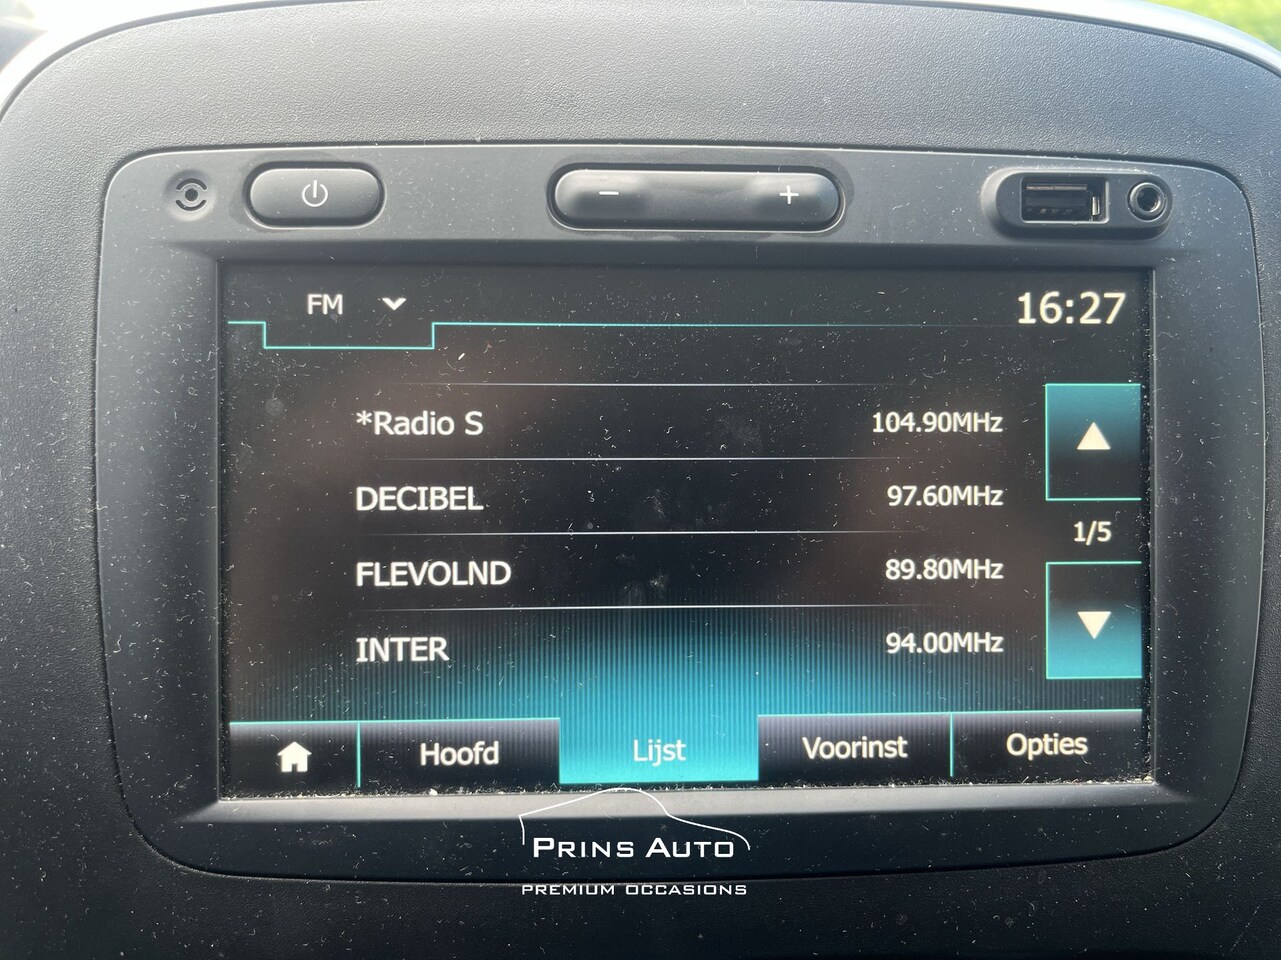 FM
16:27
*Radio S 104.90MHz
DECIBEL 97.60MHz
1/5
FLEVOLND 89.80MHz
INTER 94.00MHz
Hoofd Lijst Voorinst Opties
PRINS AUTO
PREMIUM OCCASIONS